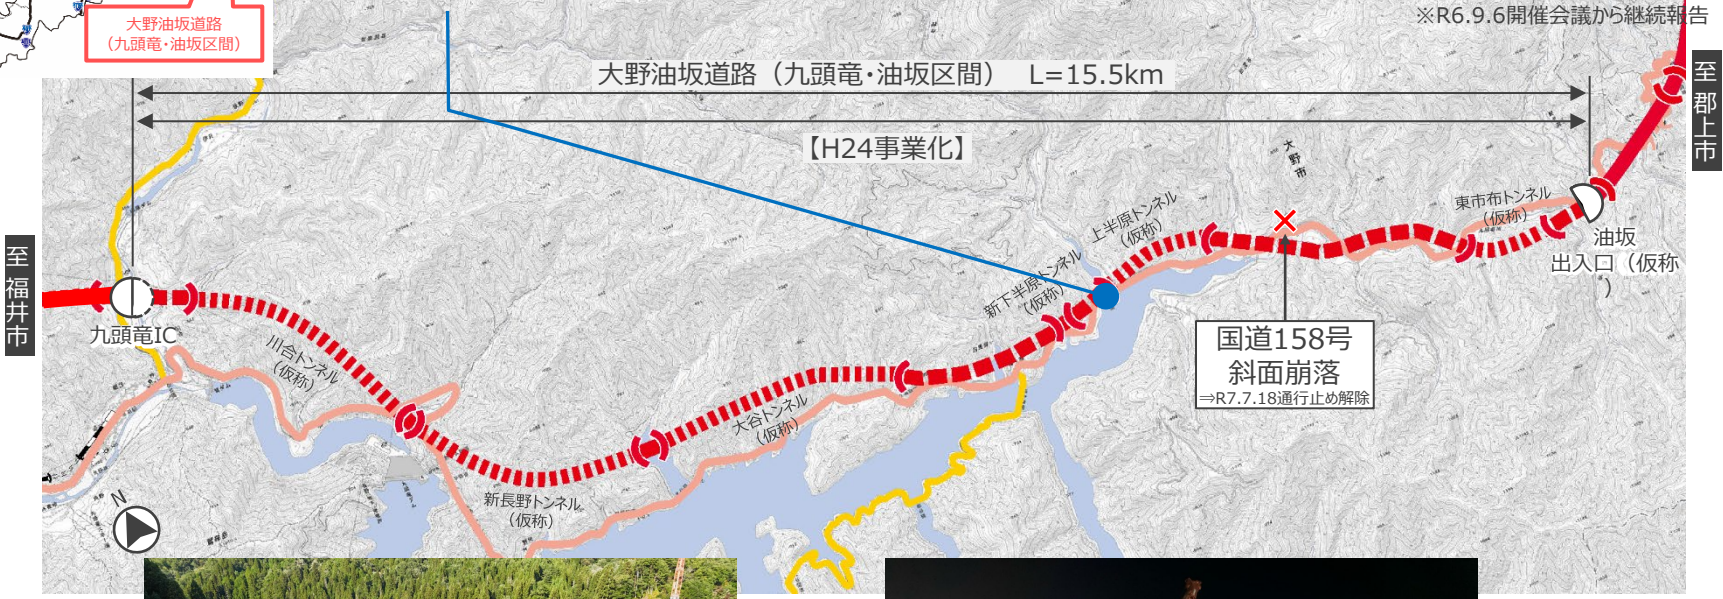 ※R6.9.6開催会議から継続報告
大野油坂道路
（九頭竜・油坂区間）
大野油坂道路（九頭竜・油坂区間）　L=15.5km
【H24事業化】
至 郡上市
大野市
東市布トンネル
（仮称）
上半原トンネル
（仮称）
油坂
出入口（仮称
）
新下半原トンネル
（仮称）
至 福井市
九頭竜IC
川合トンネル
（仮称）
国道158号
斜面崩落
⇒R7.7.18通行止め解除
大谷トンネル
（仮称）
新長野トンネル
（仮称）
N